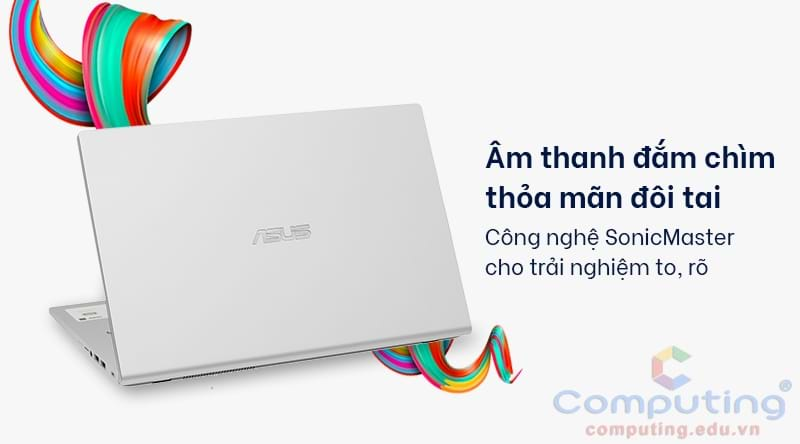 ASUS
Âm thanh đắm chìm
thỏa mãn đôi tai
Công nghệ SonicMaster
cho trải nghiệm to, rõ
Computing®
computing.edu.vn